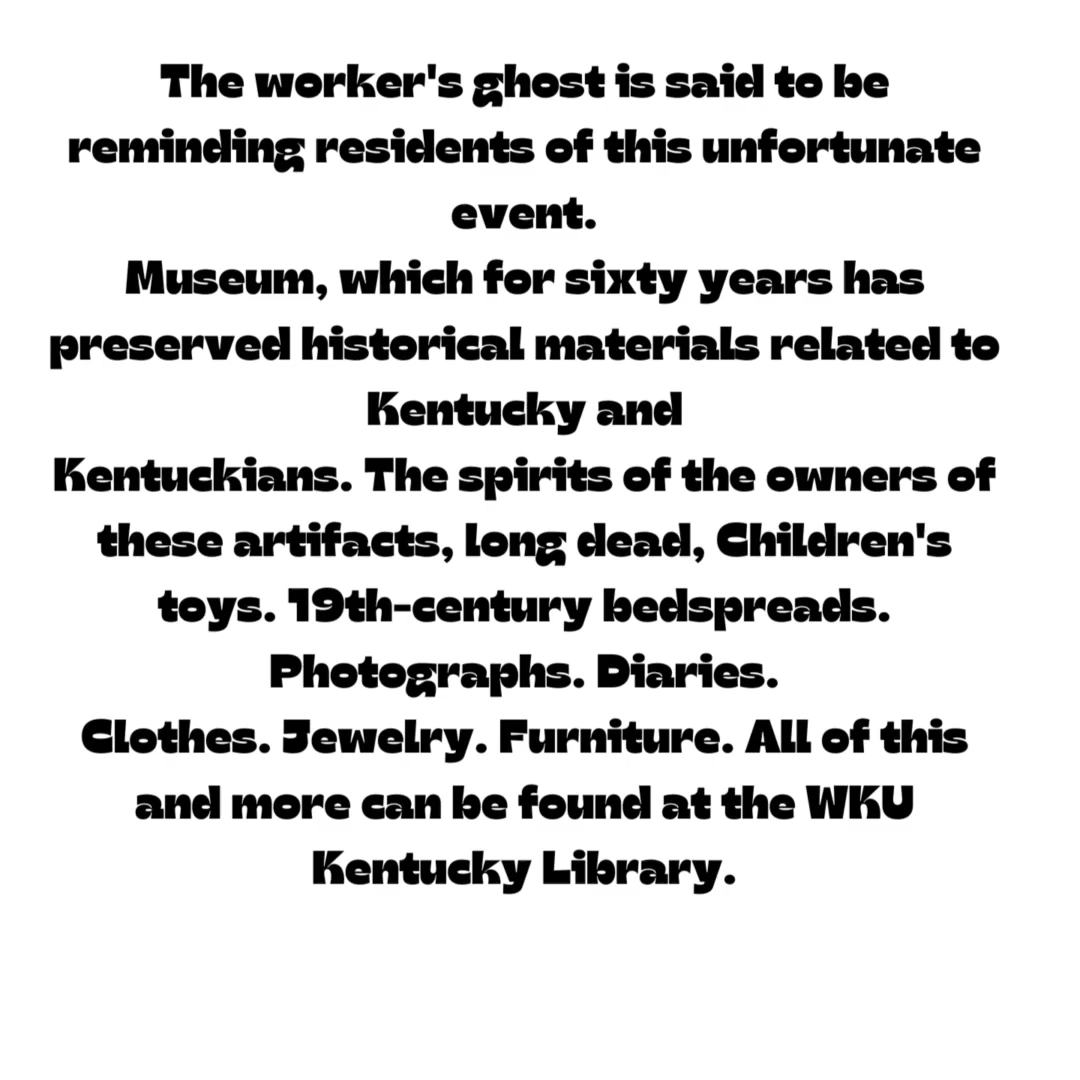 The worker's ghost is said to be
reminding residents of this unfortunate
event.
Museum, which for sixty years has
preserved historical materials related to
Kentucky and
Kentuckians. The spirits of the owners of
these artifacts, long dead, Children's
toys. 19th-century bedspreads.
Photographs. Diaries.
Clothes. Jewelry. Furniture. All of this
and more can be found at the WKU
Kentucky Library.